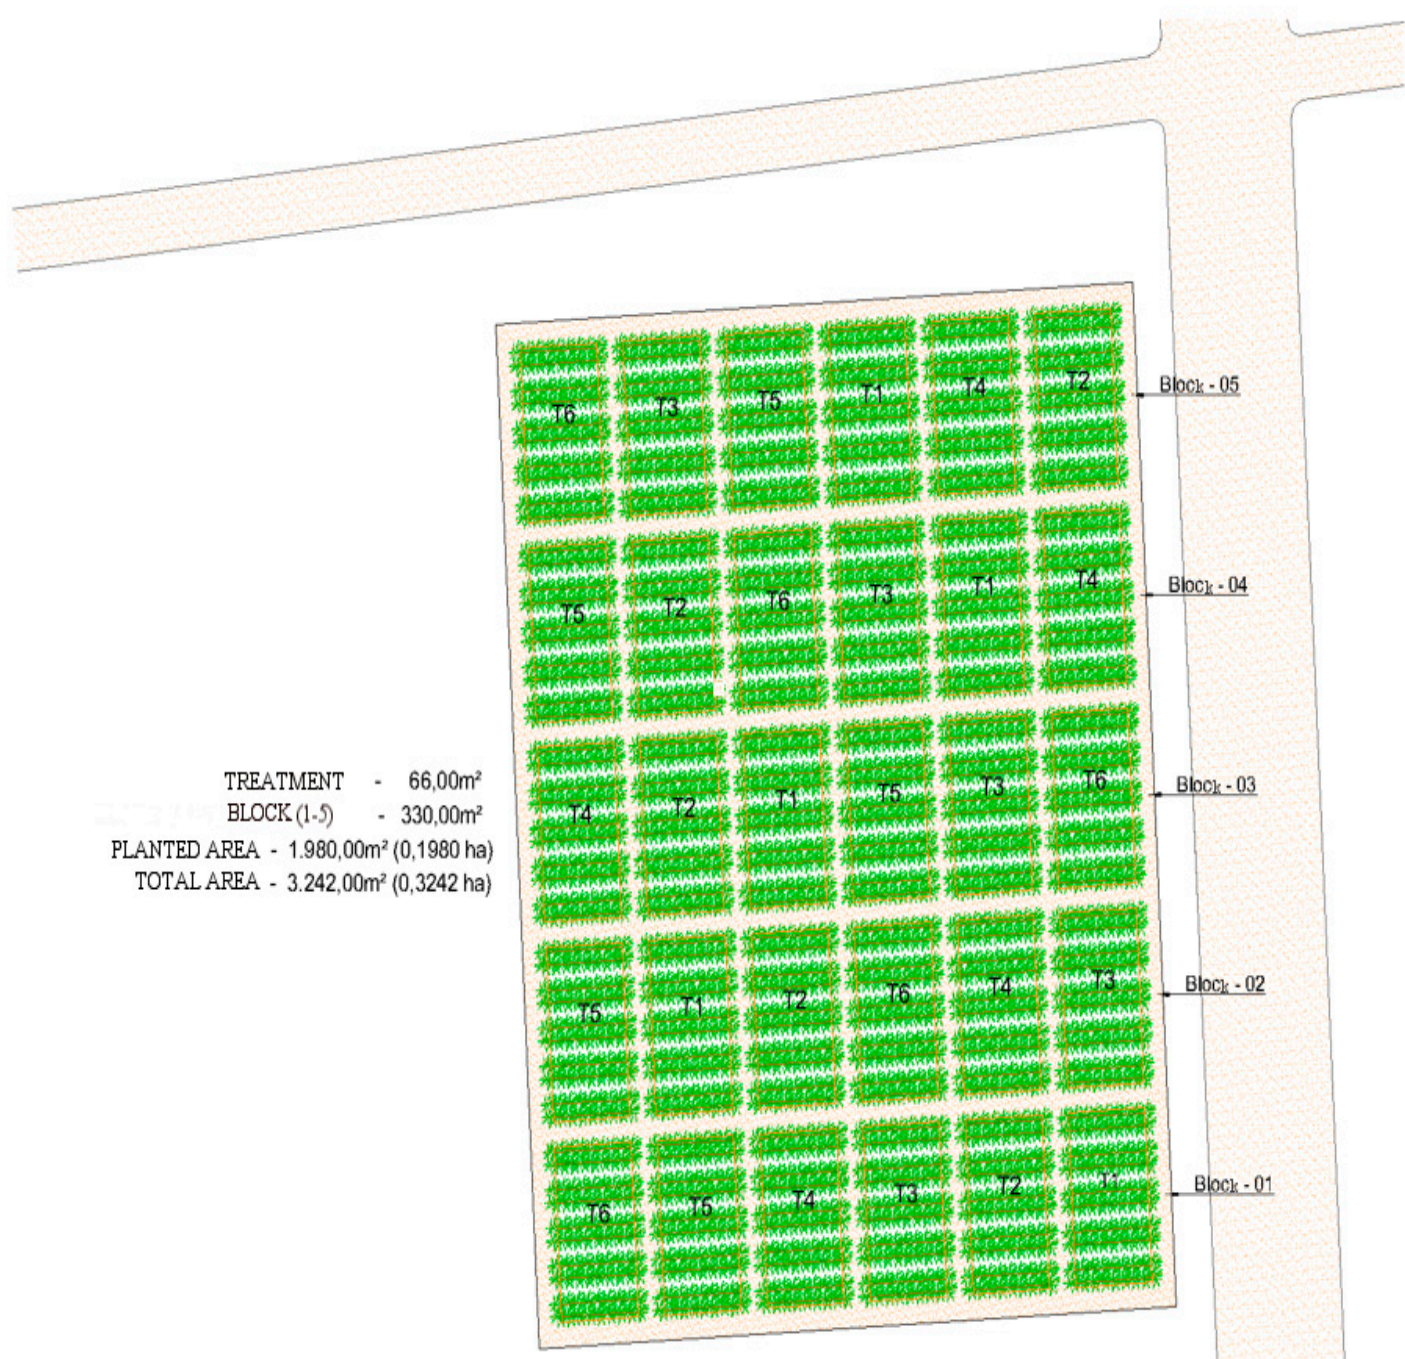 T6 T3 T5 T1 T4 T2 Block - 05
T5 T2 T6 T3 T1 T4 Block - 04
TREATMENT - 66,00m²
BLOCK (1-5) - 330,00m²
PLANTED AREA - 1.980,00m² (0,1980 ha)
TOTAL AREA - 3.242,00m² (0,3242 ha)
T4 T2 T1 T5 T3 T6 Block - 03
T5 T1 T2 T6 T4 T3 Block - 02
T6 T5 T4 T3 T2 T1 Block - 01